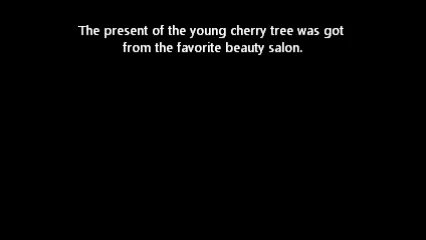 The present of the young cherry tree was got
from the favorite beauty salon.